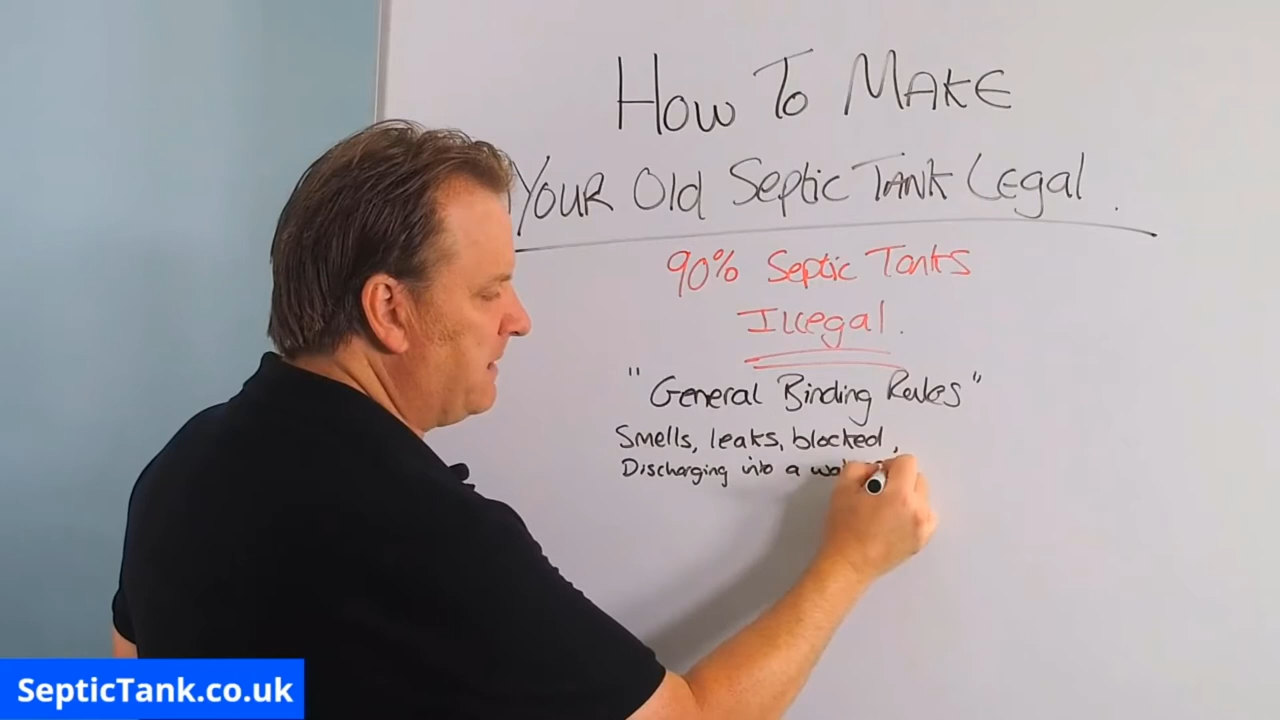 How To MAKE
YOUR Old Septic TANK Legal.
90% Septic Tanks
Illegal.
"General Binding Rules"
Smells, leaks, blocked,
Discharging into a
SepticTank.co.uk